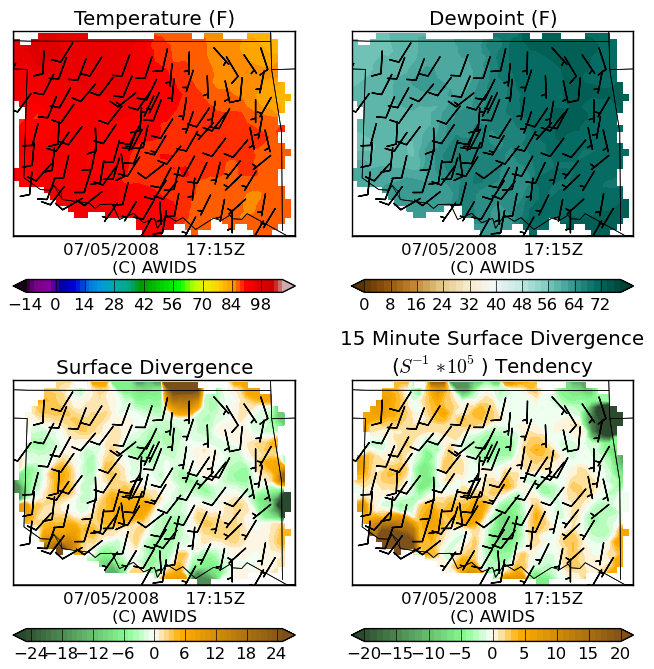 Temperature (F)
Dewpoint (F)
07/05/2008 17:15Z
(C) AWIDS
07/05/2008 17:15Z
(C) AWIDS
−14 0 14 28 42 56 70 84 98
0 8 16 24 32 40 48 56 64 72
Surface Divergence
15 Minute Surface Divergence
(S⁻¹ *10⁵ ) Tendency
07/05/2008 17:15Z
(C) AWIDS
07/05/2008 17:15Z
(C) AWIDS
−24 −18 −12 −6 0 6 12 18 24
−20 −15 −10 −5 0 5 10 15 20